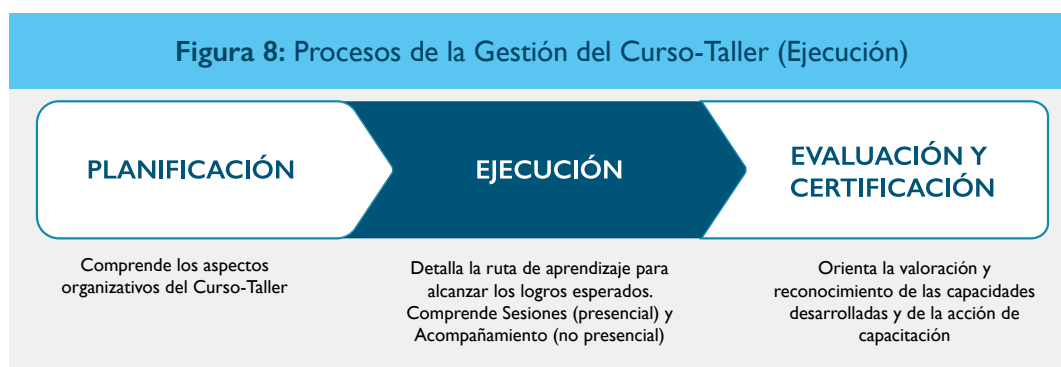 Figura 8: Procesos de la Gestión del Curso-Taller (Ejecución)
PLANIFICACIÓN
EJECUCIÓN
EVALUACIÓN Y
CERTIFICACIÓN
Comprende los aspectos
organizativos del Curso-Taller
Detalla la ruta de aprendizaje para
alcanzar los logros esperados.
Comprende Sesiones (presencial) y
Acompañamiento (no presencial)
Orienta la valoración y
reconocimiento de las capacidades
desarrolladas y de la acción de
capacitación